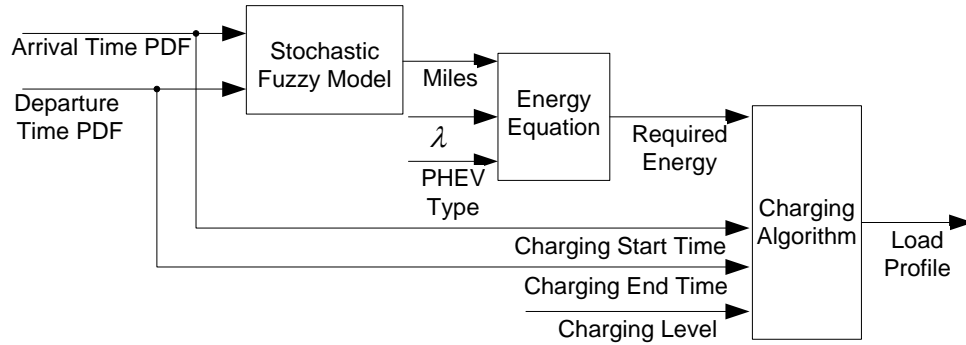 Arrival Time PDF
Departure
Time PDF
Stochastic
Fuzzy Model
Miles
λ
PHEV
Type
Energy
Equation
Required
Energy
Charging Start Time
Charging End Time
Charging Level
Charging
Algorithm
Load
Profile